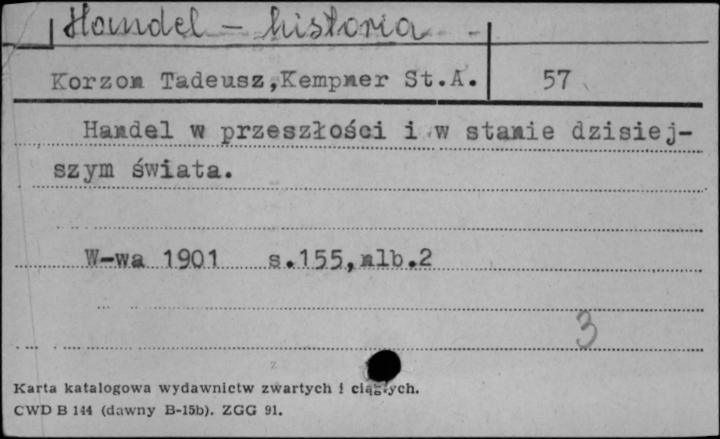 Handel - historia -
Korzon Tadeusz,Kempner St.A. 57
Handel w przeszłości i w stanie dzisiej-
szym świata.
W-wa 1901 s.155,nlb.2
3
Karta katalogowa wydawnictw zwartych i ciągłych.
CWD B 144 (dawny B-15b). ZGG 91.